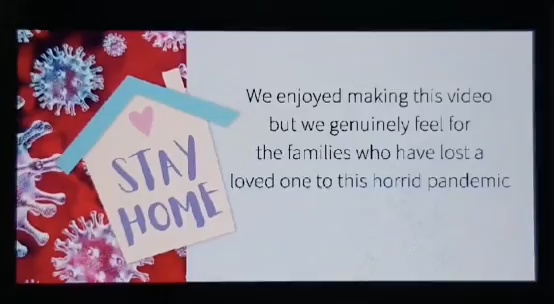 STAY
HOME
We enjoyed making this video
but we genuinely feel for
the families who have lost a
loved one to this horrid pandemic